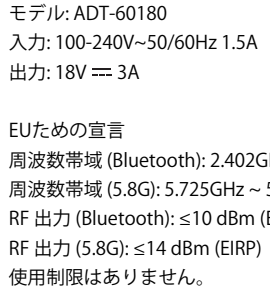 モデル: ADT-60180
入力: 100-240V~50/60Hz 1.5A
出力: 18V ⎓ 3A
EUための宣言
周波数帯域 (Bluetooth): 2.402G
周波数帯域 (5.8G): 5.725GHz ~
RF 出力 (Bluetooth): ≤10 dBm
RF 出力 (5.8G): ≤14 dBm (EIRP)
使用制限はありません。